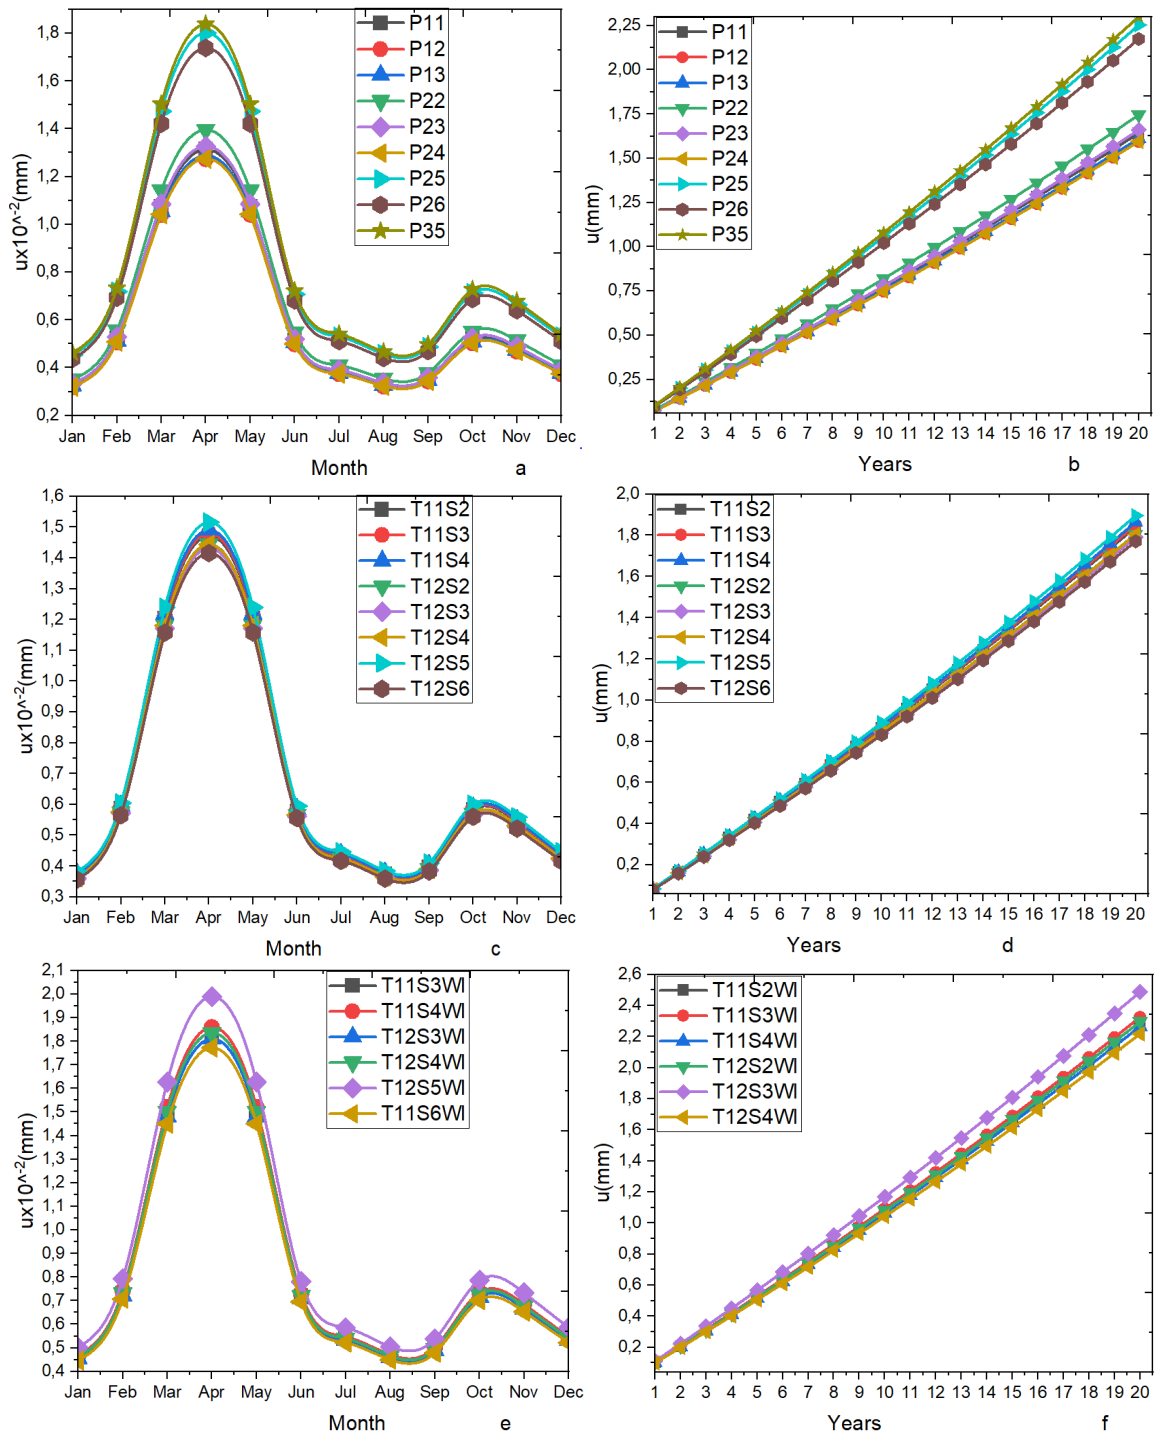 ux10^-2(mm)
1,8
1,6
1,4
1,2
1,0
0,8
0,6
0,4
0,2
P11
P12
P13
P22
P23
P24
P25
P26
P35
Jan Feb Mar Apr May Jun Jul Aug Sep Oct Nov Dec
Month a
u(mm)
2,25
2,00
1,75
1,50
1,25
1,00
0,75
0,50
0,25
P11
P12
P13
P22
P23
P24
P25
P26
P35
1 2 3 4 5 6 7 8 9 10 11 12 13 14 15 16 17 18 19 20
Years b
ux10^-2(mm)
1,6
1,5
1,4
1,3
1,2
1,1
1,0
0,9
0,8
0,7
0,6
0,5
0,4
0,3
T11S2
T11S3
T11S4
T12S2
T12S3
T12S4
T12S5
T12S6
Jan Feb Mar Apr May Jun Jul Aug Sep Oct Nov Dec
Month c
u(mm)
2,0
1,8
1,6
1,4
1,2
1,0
0,8
0,6
0,4
0,2
T11S2
T11S3
T11S4
T12S2
T12S3
T12S4
T12S5
T12S6
1 2 3 4 5 6 7 8 9 10 11 12 13 14 15 16 17 18 19 20
Years d
ux10^-2(mm)
2,1
2,0
1,9
1,8
1,7
1,6
1,5
1,4
1,3
1,2
1,1
1,0
0,9
0,8
0,7
0,6
0,5
0,4
T11S3WI
T11S4WI
T12S3WI
T12S4WI
T12S5WI
T11S6WI
Jan Feb Mar Apr May Jun Jul Aug Sep Oct Nov Dec
Month e
u(mm)
2,6
2,4
2,2
2,0
1,8
1,6
1,4
1,2
1,0
0,8
0,6
0,4
0,2
T11S2WI
T11S3WI
T11S4WI
T12S2WI
T12S3WI
T12S4WI
1 2 3 4 5 6 7 8 9 10 11 12 13 14 15 16 17 18 19 20
Years f